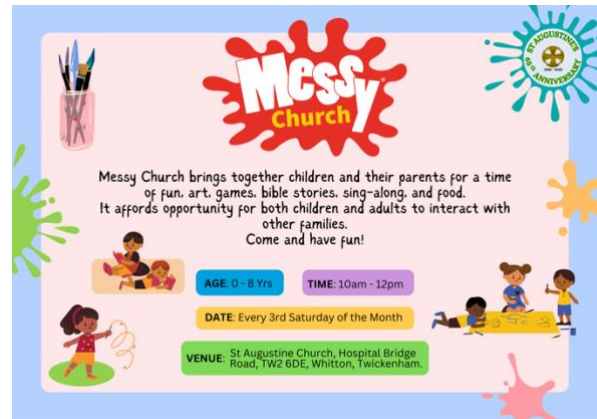 ST AUGUSTINE'S
65th ANNIVERSARY
Messy
Church
Messy Church brings together children and their parents for a time
of fun, art, games, bible stories, sing-along, and food.
It affords opportunity for both children and adults to interact with
other families.
Come and have fun!
AGE: 0 - 8 Yrs
TIME: 10am - 12pm
DATE: Every 3rd Saturday of the Month
VENUE: St Augustine Church, Hospital Bridge
Road, TW2 6DE, Whitton, Twickenham.